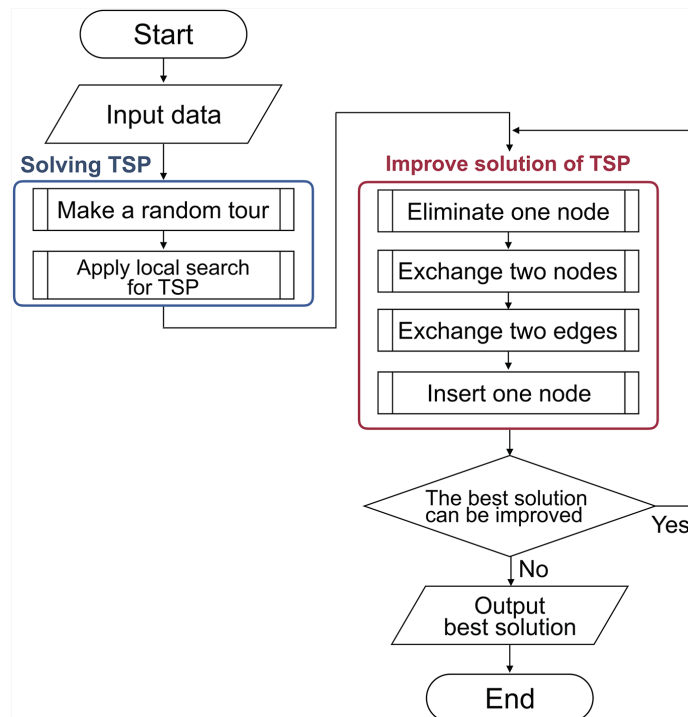 Start
Input data
Solving TSP
Make a random tour
Apply local search
for TSP
Improve solution of TSP
Eliminate one node
Exchange two nodes
Exchange two edges
Insert one node
The best solution
can be improved
Yes
No
Output
best solution
End